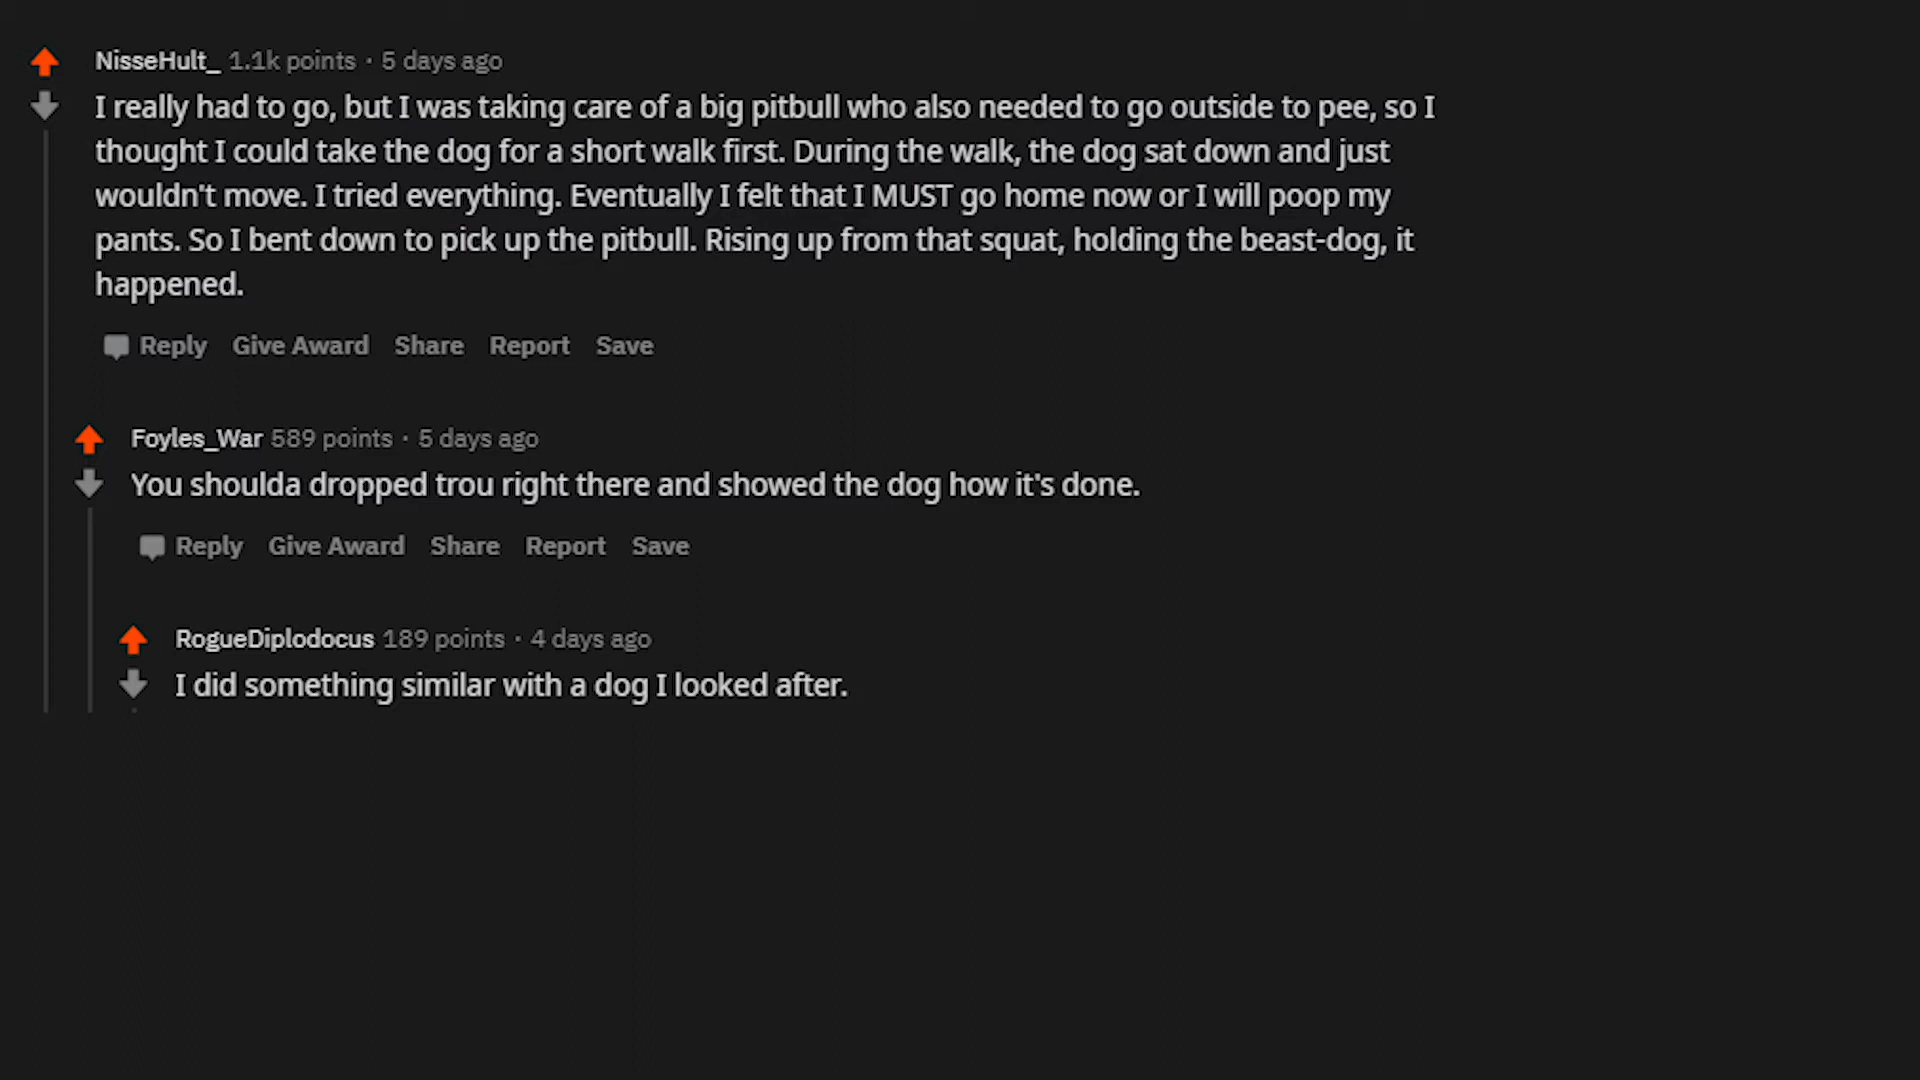 NisseHult_ 1.1k points · 5 days ago
I really had to go, but I was taking care of a big pitbull who also needed to go outside to pee, so I
thought I could take the dog for a short walk first. During the walk, the dog sat down and just
wouldn't move. I tried everything. Eventually I felt that I MUST go home now or I will poop my
pants. So I bent down to pick up the pitbull. Rising up from that squat, holding the beast-dog, it
happened.
Reply Give Award Share Report Save
Foyles_War 589 points · 5 days ago
You shoulda dropped trou right there and showed the dog how it's done.
Reply Give Award Share Report Save
RogueDiplodocus 189 points · 4 days ago
I did something similar with a dog I looked after.